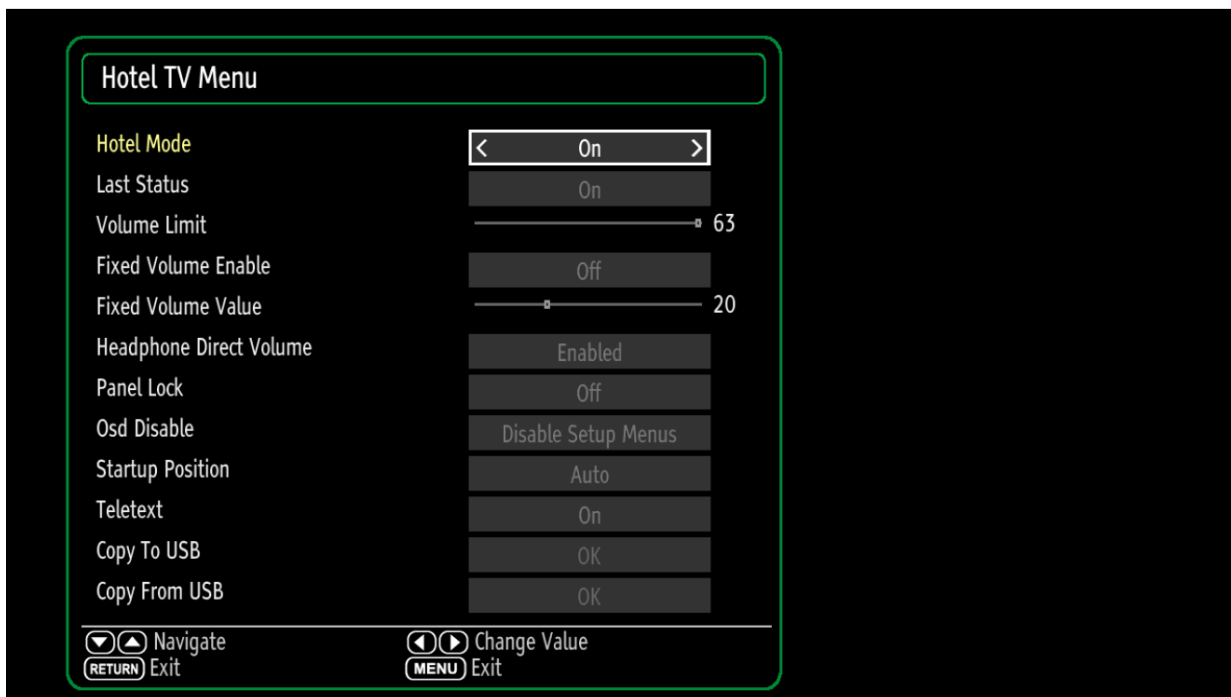 Hotel TV Menu
Hotel Mode < On >
Last Status On
Volume Limit 63
Fixed Volume Enable Off
Fixed Volume Value 20
Headphone Direct Volume Enabled
Panel Lock Off
Osd Disable Disable Setup Menus
Startup Position Auto
Teletext On
Copy To USB OK
Copy From USB OK
Navigate Change Value
RETURN Exit MENU Exit